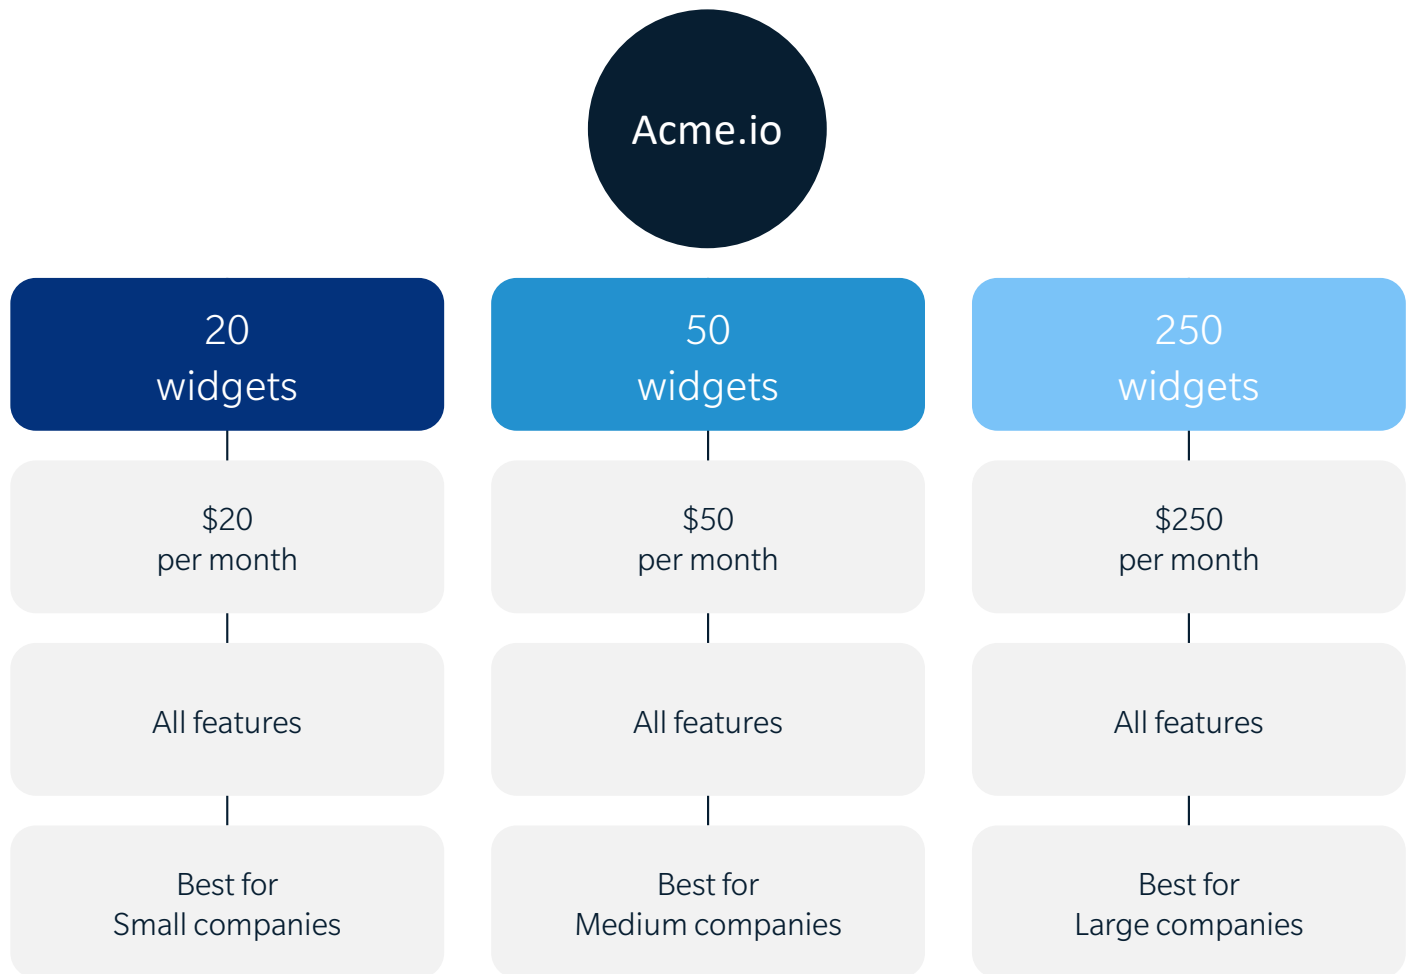 Acme.io
20
widgets
$20
per month
All features
Best for
Small companies
50
widgets
$50
per month
All features
Best for
Medium companies
250
widgets
$250
per month
All features
Best for
Large companies